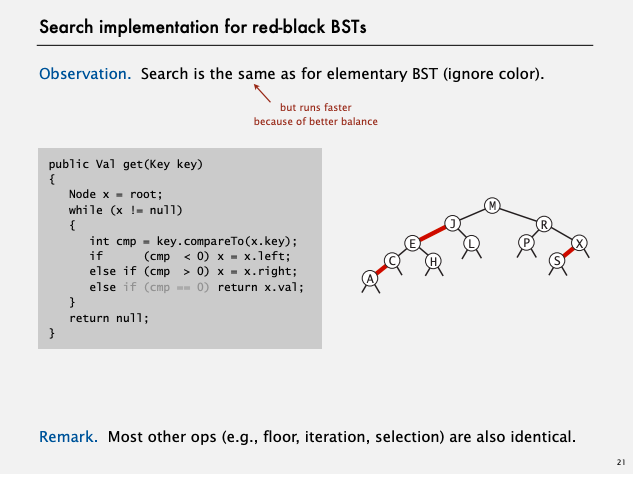 Search implementation for red-black BSTs
Observation. Search is the same as for elementary BST (ignore color).
but runs faster
because of better balance
public Val get(Key key)
{
   Node x = root;
   while (x != null)
   {
      int cmp = key.compareTo(x.key);
      if      (cmp  < 0) x = x.left;
      else if (cmp  > 0) x = x.right;
      else if (cmp == 0) return x.val;
   }
   return null;
}
M
J R
E L P X
C H S
A
Remark. Most other ops (e.g., floor, iteration, selection) are also identical.
21